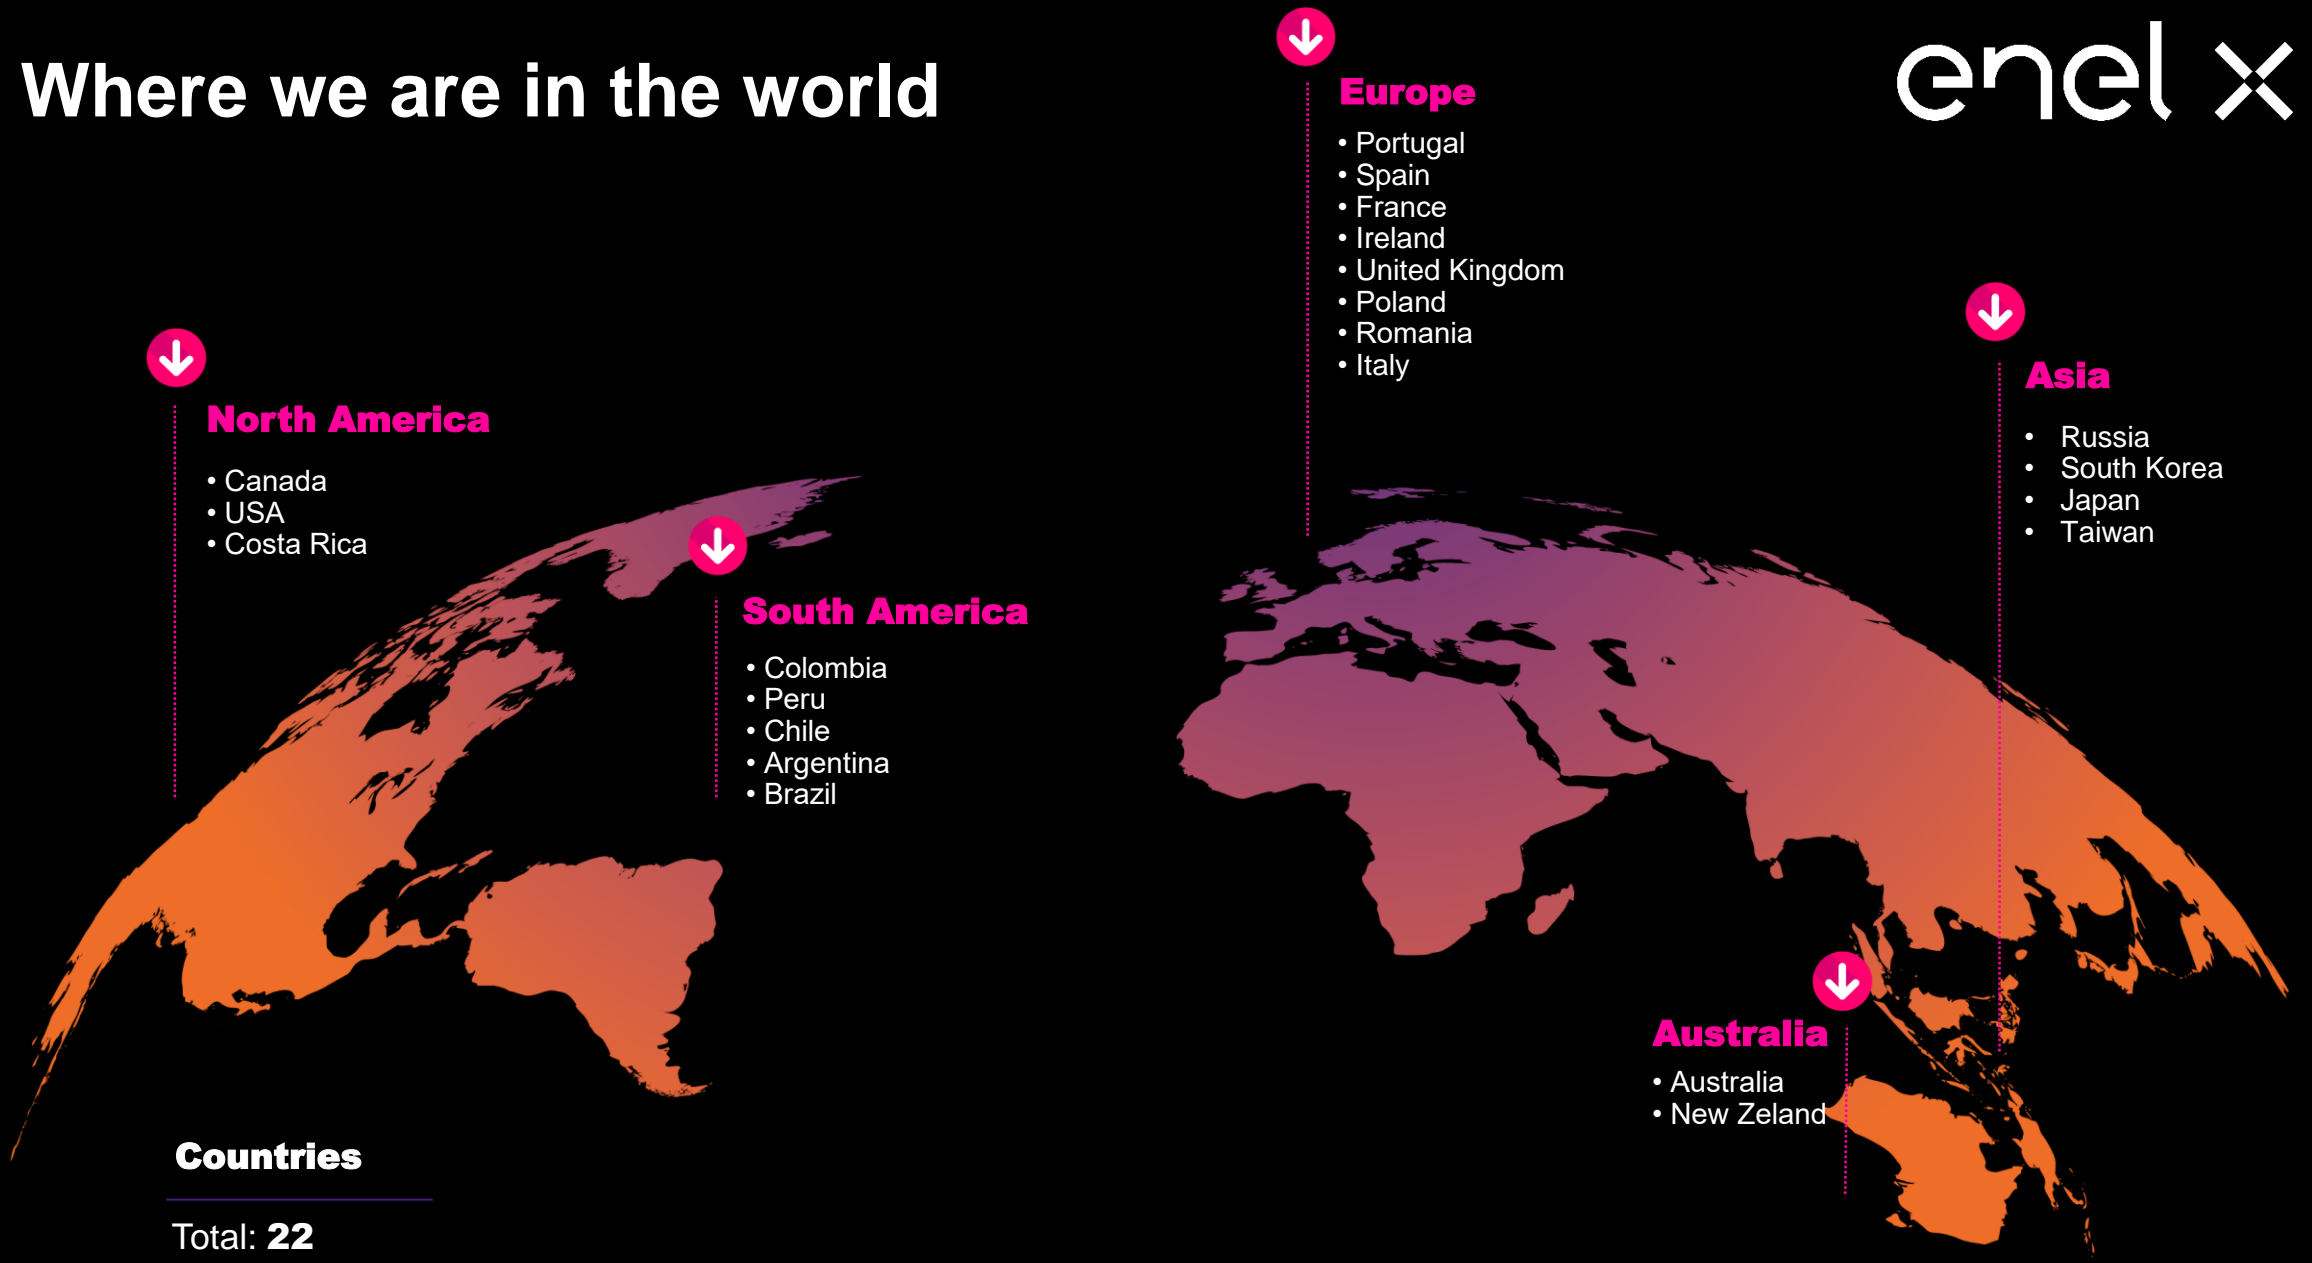 Where we are in the world
enel x
Europe
• Portugal
• Spain
• France
• Ireland
• United Kingdom
• Poland
• Romania
• Italy
Asia
• Russia
• South Korea
• Japan
• Taiwan
North America
• Canada
• USA
• Costa Rica
South America
• Colombia
• Peru
• Chile
• Argentina
• Brazil
Australia
• Australia
• New Zeland
Countries
Total: 22